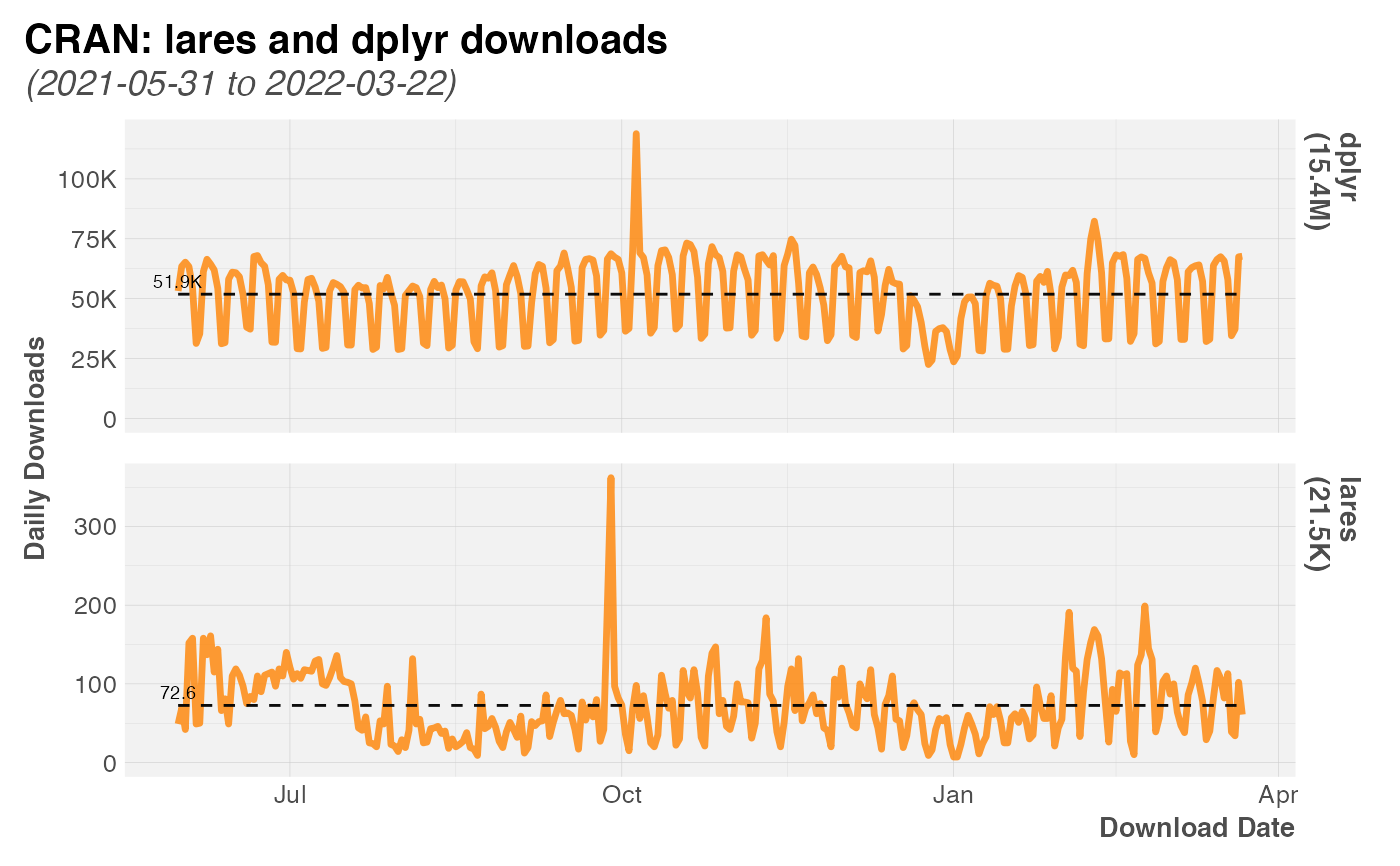 CRAN: lares and dplyr downloads
(2021-05-31 to 2022-03-22)
Dailly Downloads
100K
75K
50K
25K
0
51.9K
dplyr
(15.4M)
300
200
100
0
72.6
lares
(21.5K)
Jul
Oct
Jan
Apr
Download Date